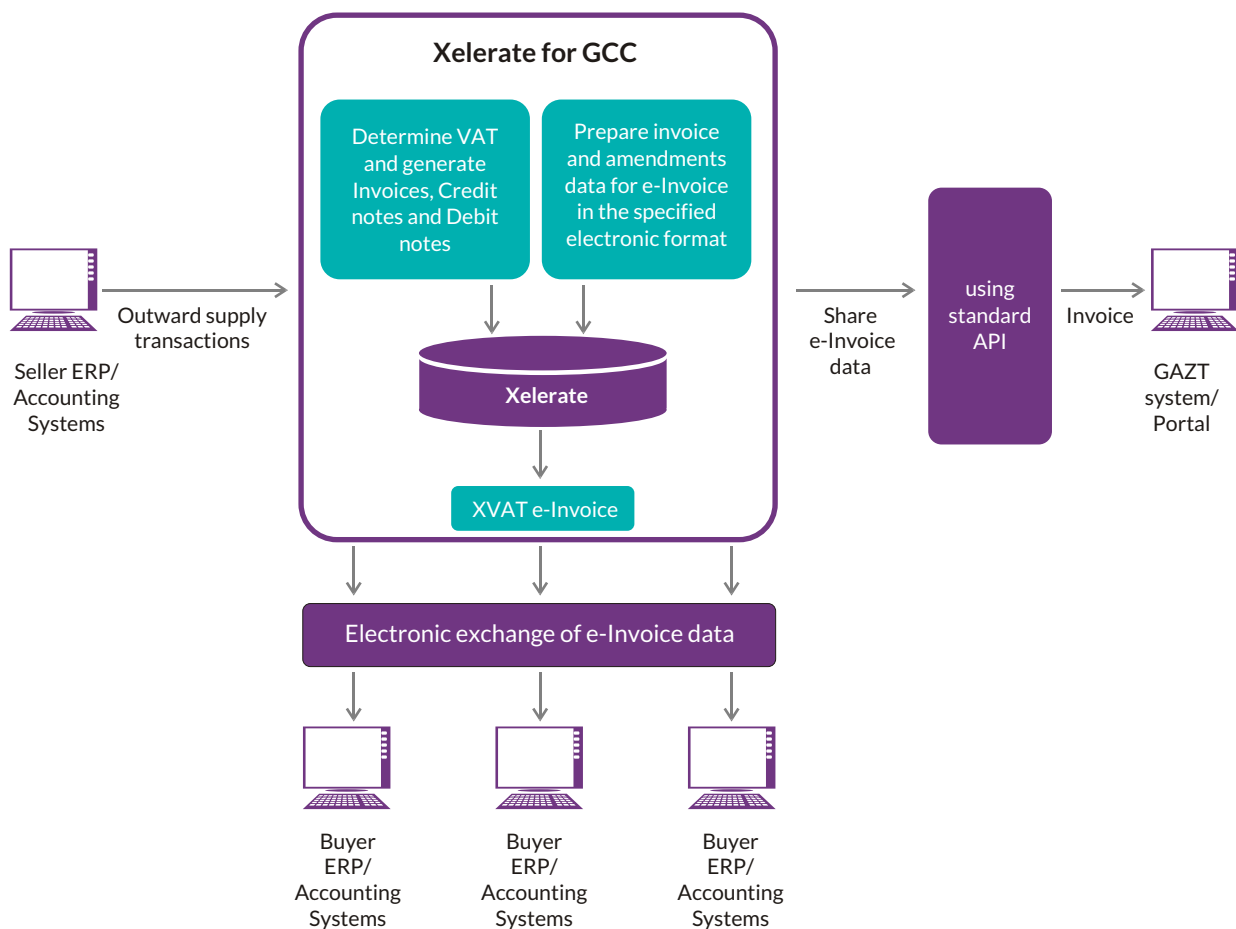 Xelerate for GCC
Determine VAT
and generate
Invoices, Credit
notes and Debit
notes
Prepare invoice
and amendments
data for e-Invoice
in the specified
electronic format
Outward supply
transactions
Seller ERP/
Accounting
Systems
Xelerate
XVAT e-Invoice
Share
e-Invoice
data
using
standard
API
Invoice
GAZT
system/
Portal
Electronic exchange of e-Invoice data
Buyer
ERP/
Accounting
Systems
Buyer
ERP/
Accounting
Systems
Buyer
ERP/
Accounting
Systems